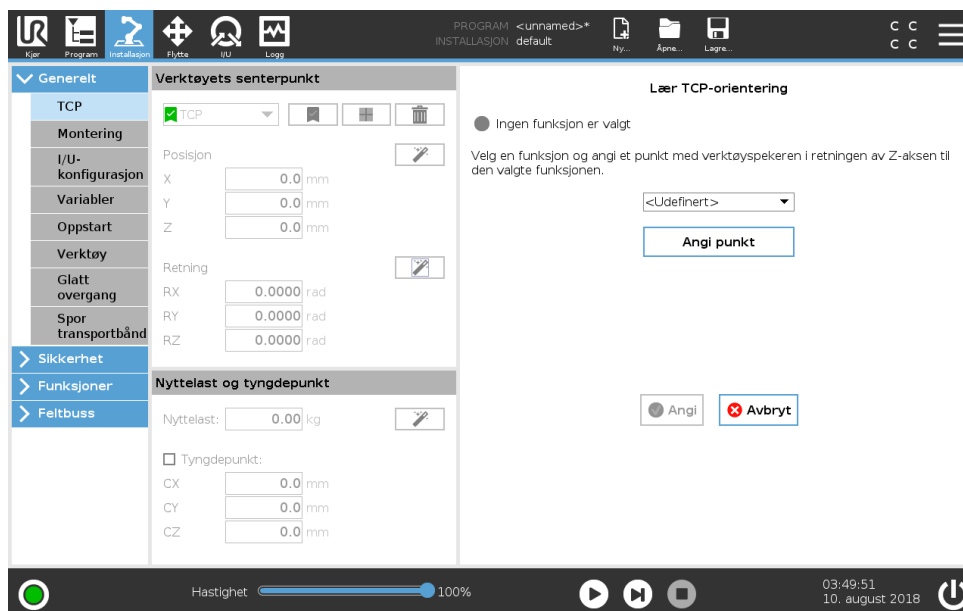 UR
Kjør
Program
Installasjon
Flytte
I/U
Logg
PROGRAM <unnamed>*
INSTALLASJON default
Ny...
Åpne...
Lagre...
C C
C C
Generelt
TCP
Montering
I/U-
konfigurasjon
Variabler
Oppstart
Verktøy
Glatt
overgang
Spor
transportbånd
Sikkerhet
Funksjoner
Feltbuss
Verktøyets senterpunkt
TCP
Posisjon
X 0.0 mm
Y 0.0 mm
Z 0.0 mm
Retning
RX 0.0000 rad
RY 0.0000 rad
RZ 0.0000 rad
Nyttelast og tyngdepunkt
Nyttelast: 0.00 kg
Tyngdepunkt:
CX 0.0 mm
CY 0.0 mm
CZ 0.0 mm
Lær TCP-orientering
Ingen funksjon er valgt
Velg en funksjon og angi et punkt med verktøyspekeren i retningen av Z-aksen til
den valgte funksjonen.
<Udefinert>
Angi punkt
Angi
Avbryt
Hastighet 100%
03:49:51
10. august 2018